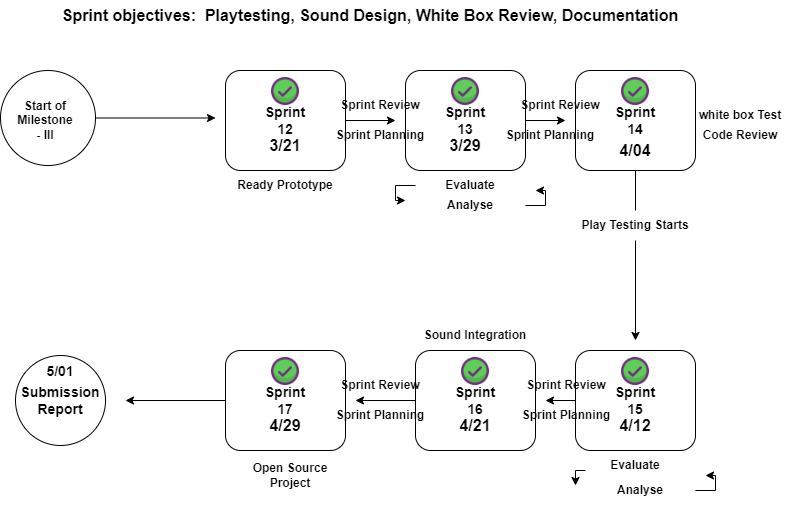 Sprint objectives:  Playtesting, Sound Design, White Box Review, Documentation
Start of
Milestone
- III
Sprint
12
3/21
Ready Prototype
Sprint Review
Sprint Planning
Sprint
13
3/29
Evaluate
Analyse
Sprint Review
Sprint Planning
Sprint
14
4/04
white box Test
Code Review
Play Testing Starts
Sprint
15
4/12
Evaluate
Analyse
Sprint Review
Sprint Planning
Sound Integration
Sprint
16
4/21
Sprint Review
Sprint Planning
Sprint
17
4/29
Open Source
Project
5/01
Submission
Report